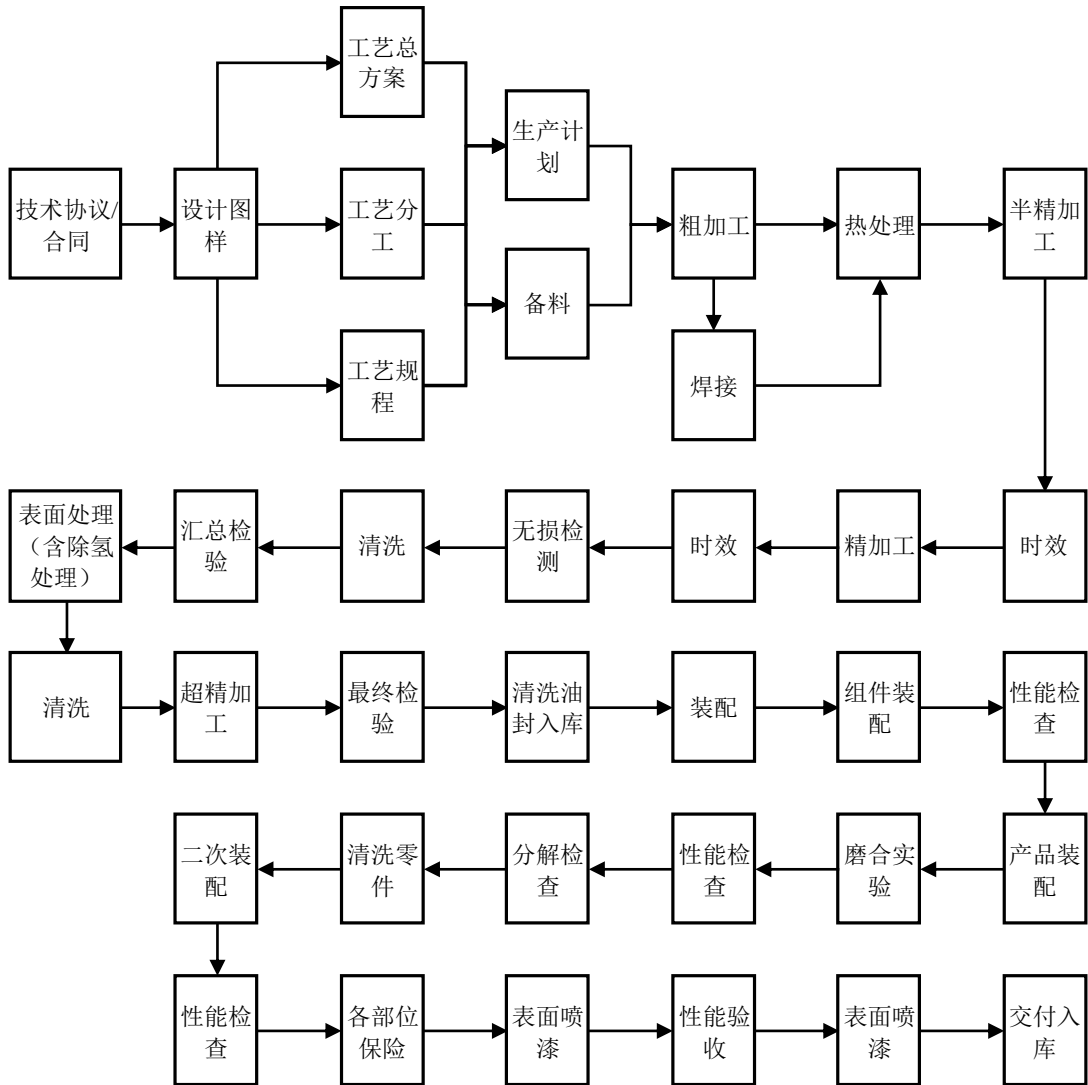 工艺总
方案
生产计
划
技术协议/
合同
设计图
样
工艺分
工
粗加工
热处理
半精加
工
备料
工艺规
程
焊接
表面处理
（含除氢
处理）
汇总检
验
清洗
无损检
测
时效
精加工
时效
清洗
超精加
工
最终检
验
清洗油
封入库
装配
组件装
配
性能检
查
二次装
配
清洗零
件
分解检
查
性能检
查
磨合实
验
产品装
配
性能检
查
各部位
保险
表面喷
漆
性能验
收
表面喷
漆
交付入
库